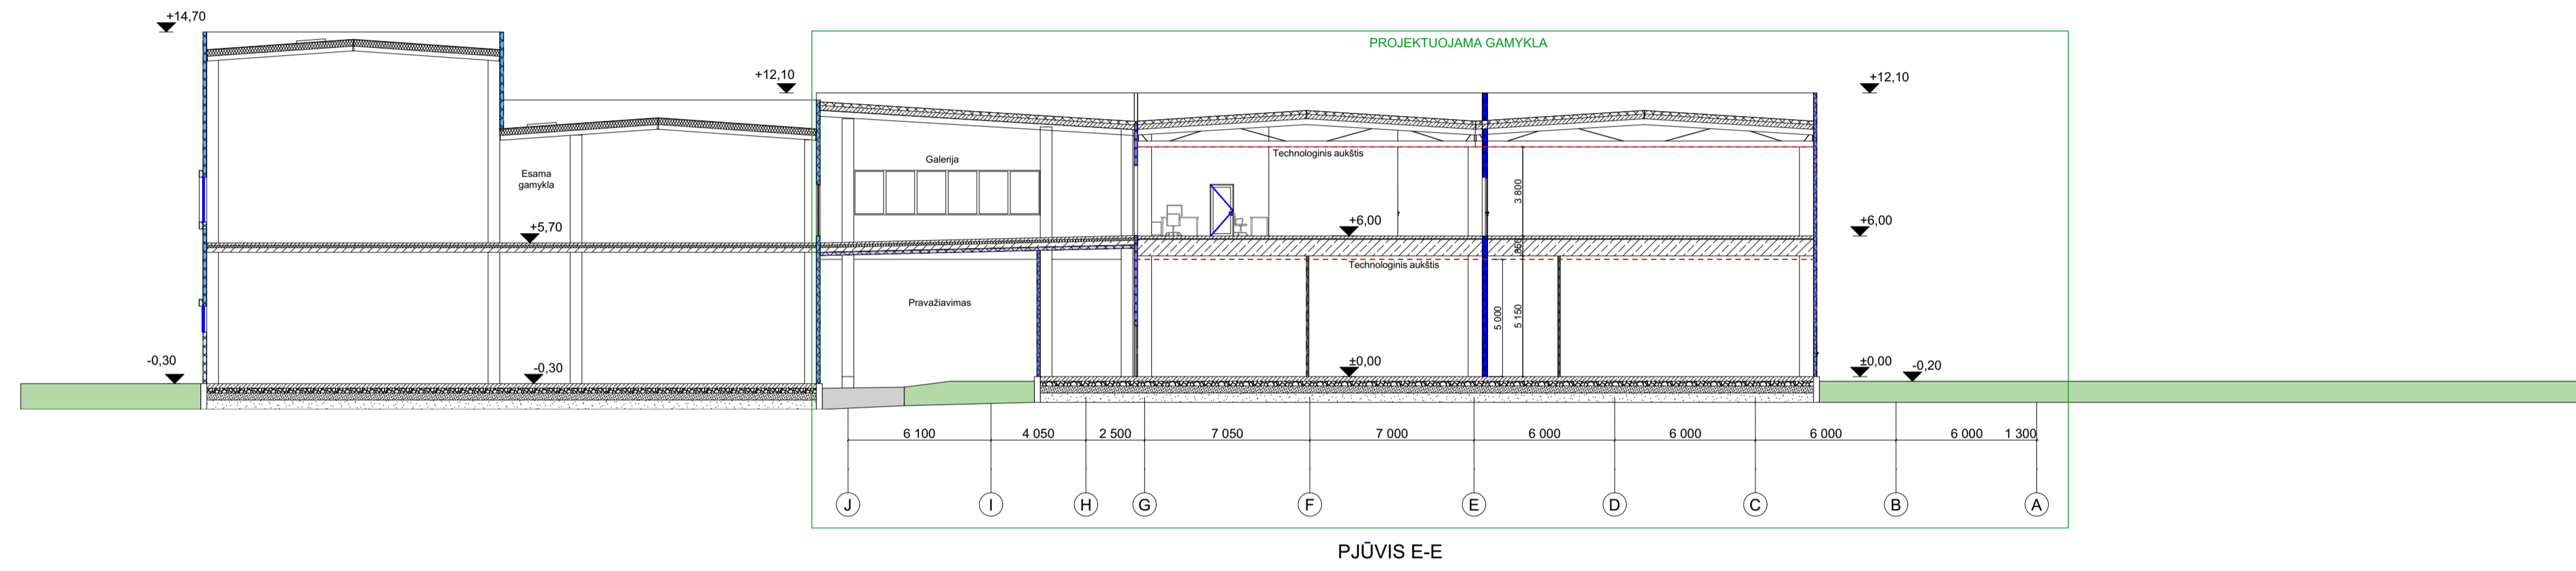 +14,70
PROJEKTUOJAMA GAMYKLA
+12,10
+12,10
Galerija
Technologinis aukštis
Esama
gamykla
3 800
+5,70
+6,00
+6,00
850
Technologinis aukštis
Pravažiavimas
5 000
5 150
-0,30
-0,30
±0,00
±0,00
-0,20
6 100
4 050
2 500
7 050
7 000
6 000
6 000
6 000
6 000
1 300
J
I
H
G
F
E
D
C
B
A
PJŪVIS E-E